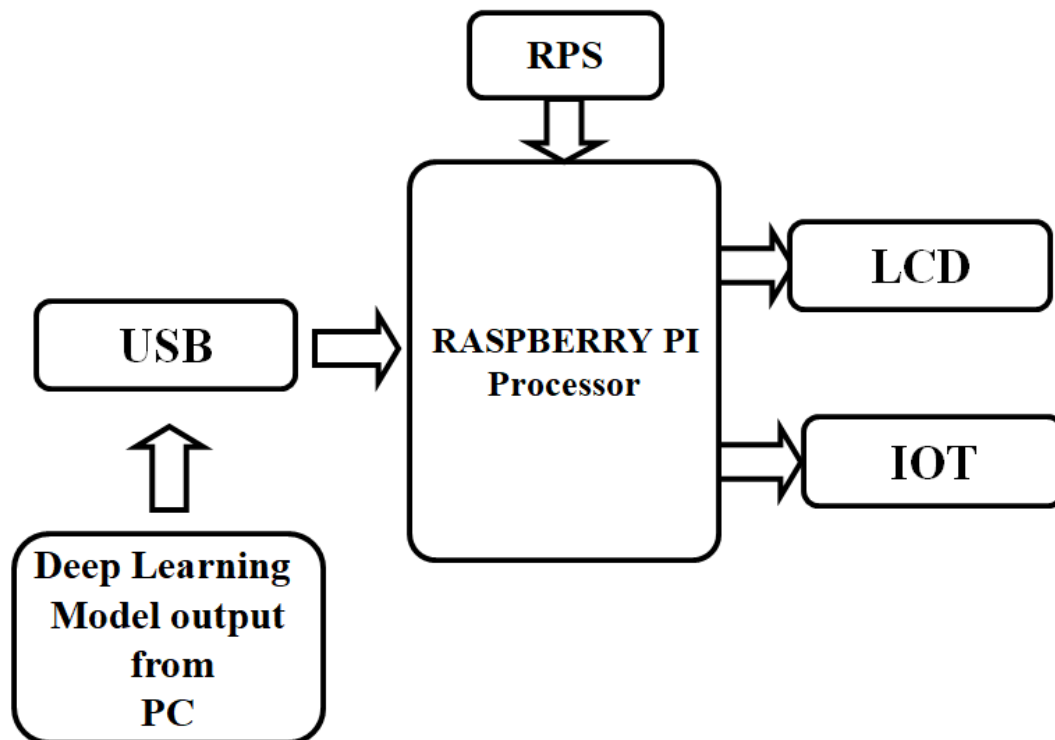 RPS
LCD
USB
RASPBERRY PI
Processor
IOT
Deep Learning
Model output
from
PC